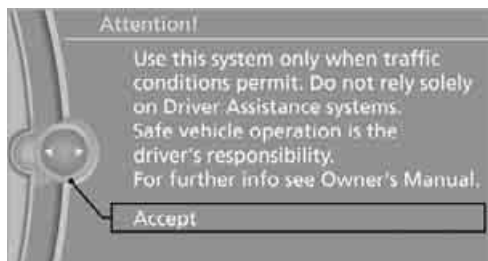 Attention!
Use this system only when traffic
conditions permit. Do not rely solely
on Driver Assistance systems.
Safe vehicle operation is the
driver's responsibility.
For further info see Owner's Manual.
Accept